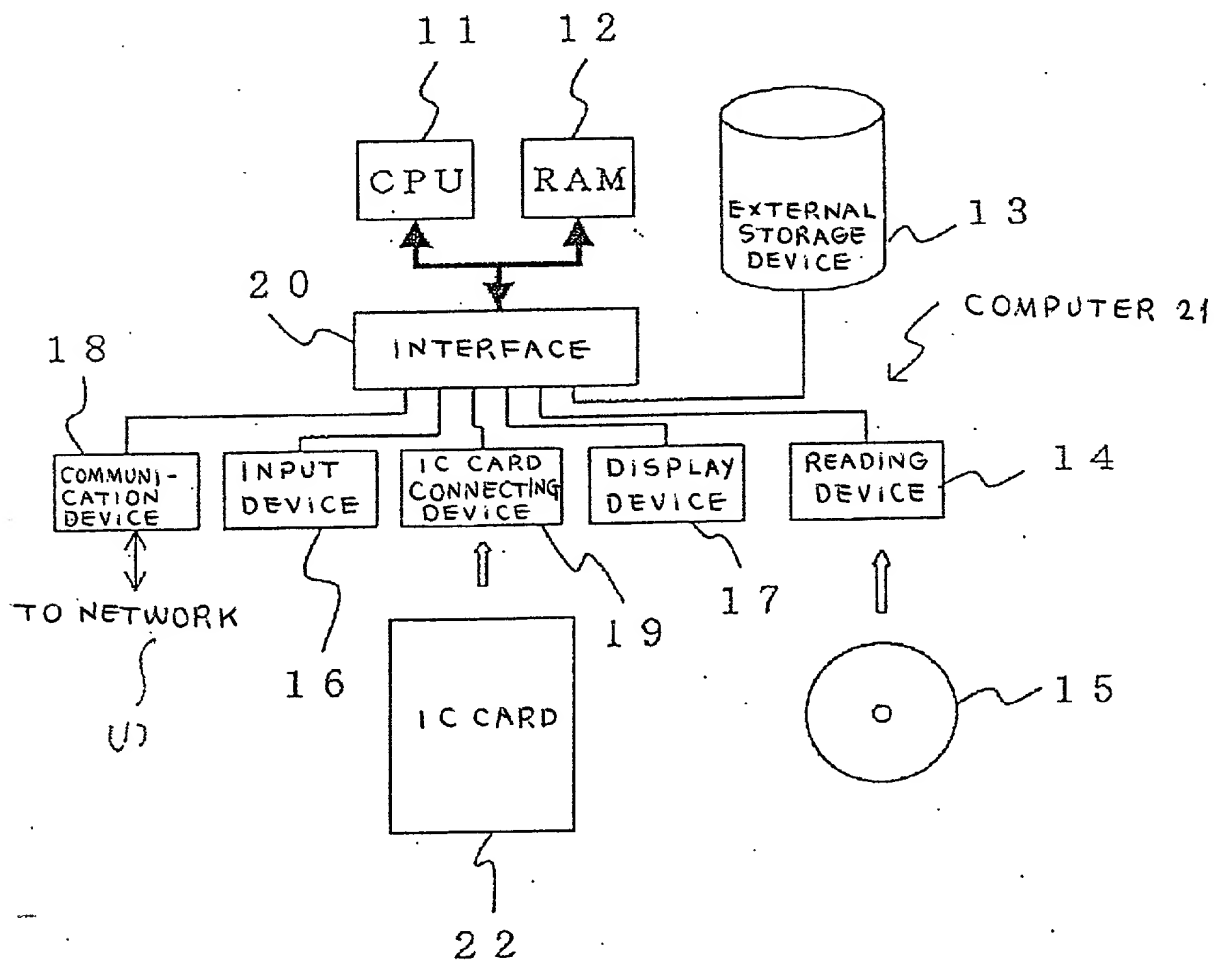 1 1
1 2
CPU
RAM
EXTERNAL
STORAGE
DEVICE
1 3
2 0
COMPUTER 21
INTERFACE
1 8
COMMUNI-
CATION
DEVICE
INPUT
DEVICE
IC CARD
CONNECTING
DEVICE
DISPLAY
DEVICE
READING
DEVICE
1 4
TO NETWORK
1 6
1 9
1 7
1 5
IC CARD
2 2